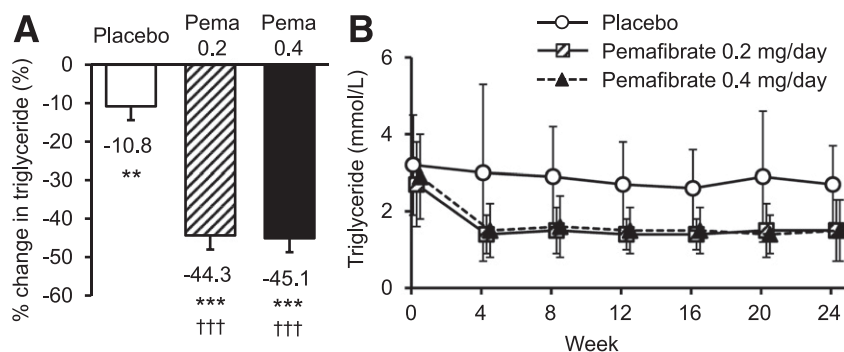 A
Placebo
Pema 0.2
Pema 0.4
% change in triglyceride (%)
0
-10
-20
-30
-40
-50
-60
-10.8
**
-44.3
***
†††
-45.1
***
†††
B
Placebo
Pemafibrate 0.2 mg/day
Pemafibrate 0.4 mg/day
Triglyceride (mmol/L)
6
4
2
0
0 4 8 12 16 20 24
Week